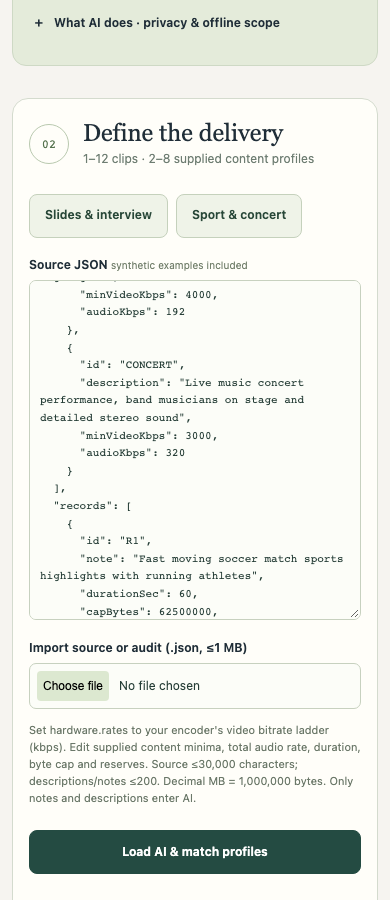 + What AI does · privacy & offline scope
02
Define the delivery
1–12 clips · 2–8 supplied content profiles
Slides & interview
Sport & concert
Source JSON synthetic examples included
"minVideoKbps": 4000,
"audioKbps": 192
},
{
"id": "CONCERT",
"description": "Live music concert
performance, band musicians on stage and
detailed stereo sound",
"minVideoKbps": 3000,
"audioKbps": 320
}
],
"records": [
{
"id": "R1",
"note": "Fast moving soccer match sports
highlights with running athletes",
"durationSec": 60,
"capBytes": 62500000,
Import source or audit (.json, ≤1 MB)
Choose file No file chosen
Set hardware.rates to your encoder's video bitrate ladder
(kbps). Edit supplied content minima, total audio rate, duration,
byte cap and reserves. Source ≤30,000 characters;
descriptions/notes ≤200. Decimal MB = 1,000,000 bytes. Only
notes and descriptions enter AI.
Load AI & match profiles